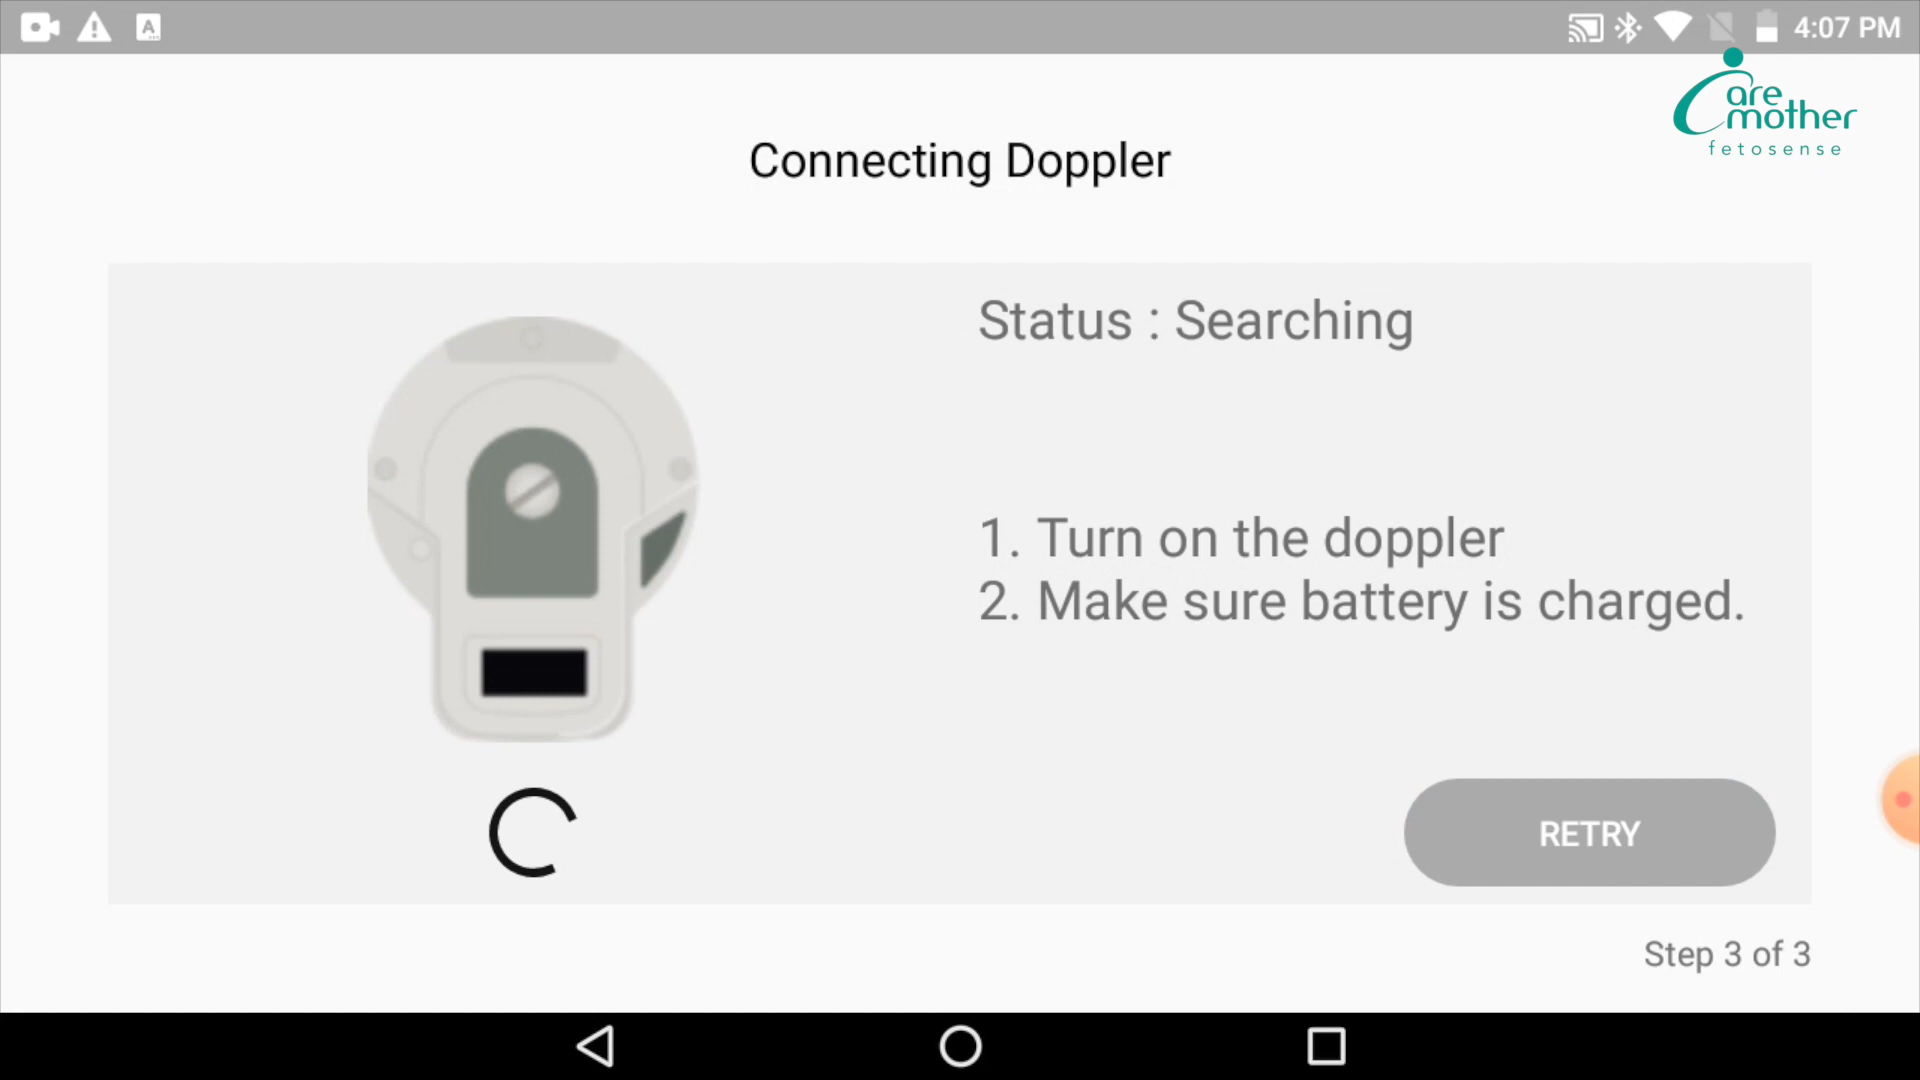 4:07 PM
Care
mother
fetosense
Connecting Doppler
Status : Searching
1. Turn on the doppler
2. Make sure battery is charged.
RETRY
Step 3 of 3